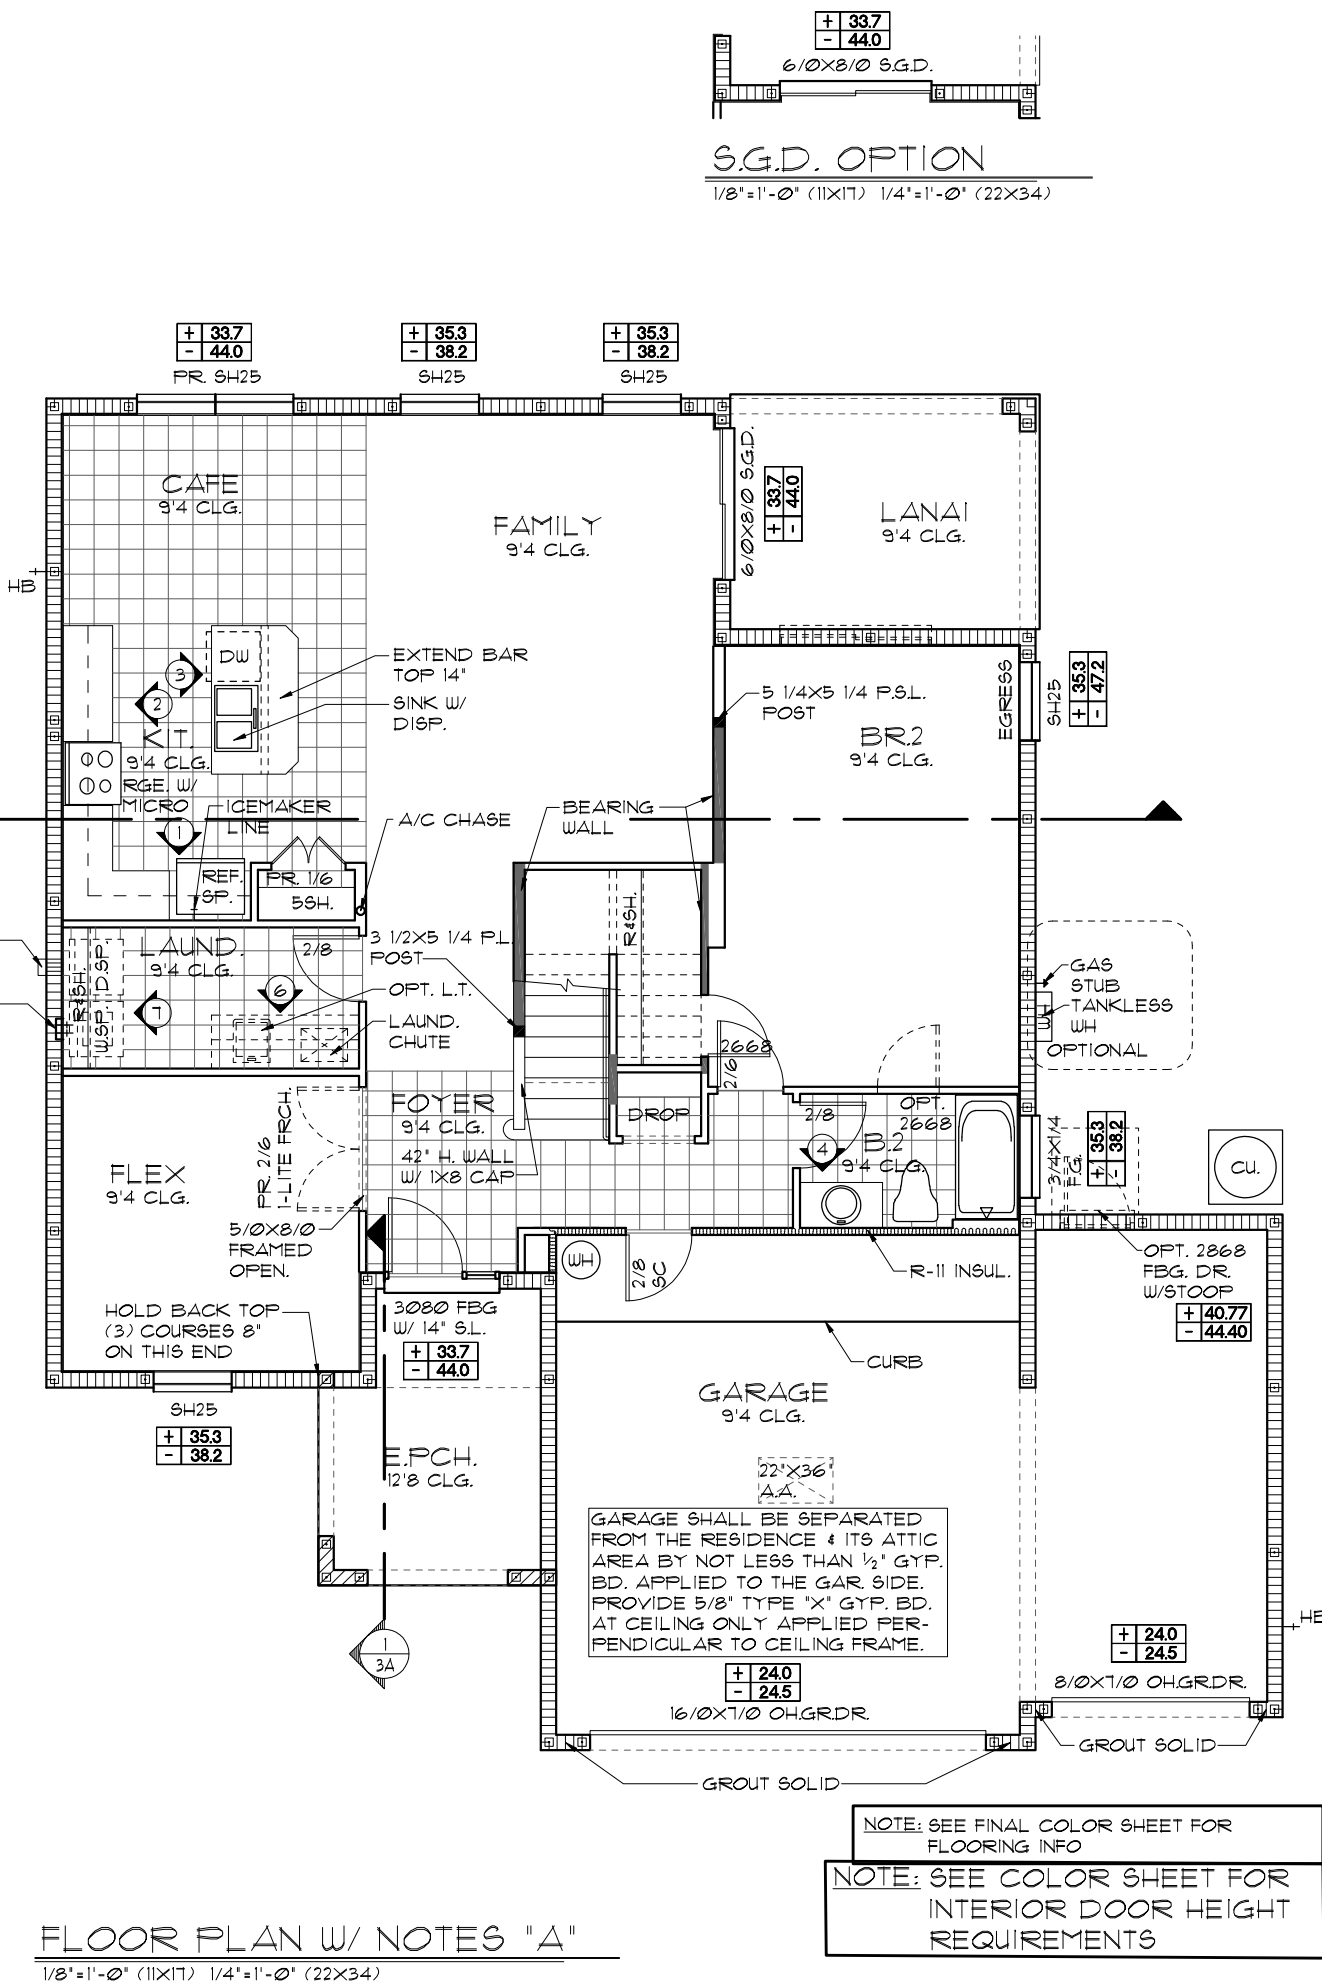 + 33.7
- 44.0
6/0X8/0 S.G.D.
S.G.D. OPTION
1/8"=1'-0" (11X17) 1/4"=1'-0" (22X34)
+ 33.7
- 44.0
PR. SH25
+ 35.3
- 38.2
SH25
+ 35.3
- 38.2
SH25
CAFE
9'4 CLG.
FAMILY
9'4 CLG.
6/0X8/0 S.G.D.
+ 33.7
- 44.0
LANAI
9'4 CLG.
HB
DW
EXTEND BAR
TOP 14"
SINK W/
DISP.
3
2
KIT.
9'4 CLG.
RGE. W/
MICRO
1
ICEMAKER
LINE
A/C CHASE
5 1/4X5 1/4 P.S.L.
POST
BR.2
9'4 CLG.
EGRESS
SH25
+ 35.3
- 47.2
BEARING
WALL
REF.
SP.
PR. 1/6
5SH.
R&SH.
LAUND.
9'4 CLG.
2/8
3 1/2X5 1/4 P.L.
POST
R&SH.
W.SP. D.SP.
7
6
OPT. L.T.
LAUND.
CHUTE
GAS
STUB
TANKLESS
WH
WH
OPTIONAL
2668
2/6
FOYER
9'4 CLG.
42" H. WALL
W/ 1X8 CAP
DROP
2/8
OPT.
2668
4
B.2
9'4 CLG.
3/4X1/4
F.G.
+ 35.3
- 38.2
CU.
FLEX
9'4 CLG.
PR. 2/6
1-LITE FRCH.
5/0X8/0
FRAMED
OPEN.
WH
2/8
SC
R-11 INSUL.
OPT. 2868
FBG. DR.
W/STOOP
+ 40.77
- 44.40
HOLD BACK TOP
(3) COURSES 8"
ON THIS END
3080 FBG
W/ 14" S.L.
+ 33.7
- 44.0
CURB
SH25
+ 35.3
- 38.2
GARAGE
9'4 CLG.
E.PCH.
12'8 CLG.
22"X36"
A.A.
GARAGE SHALL BE SEPARATED
FROM THE RESIDENCE & ITS ATTIC
AREA BY NOT LESS THAN ½" GYP.
BD. APPLIED TO THE GAR. SIDE.
PROVIDE 5/8" TYPE "X" GYP. BD.
AT CEILING ONLY APPLIED PER-
PENDICULAR TO CEILING FRAME.
1
3A
+ 24.0
- 24.5
16/0X7/0 OH.GR.DR.
+ 24.0
- 24.5
8/0X7/0 OH.GR.DR.
GROUT SOLID
GROUT SOLID
NOTE: SEE FINAL COLOR SHEET FOR
FLOORING INFO
NOTE: SEE COLOR SHEET FOR
INTERIOR DOOR HEIGHT
REQUIREMENTS
FLOOR PLAN W/ NOTES "A"
1/8"=1'-0" (11X17) 1/4"=1'-0" (22X34)